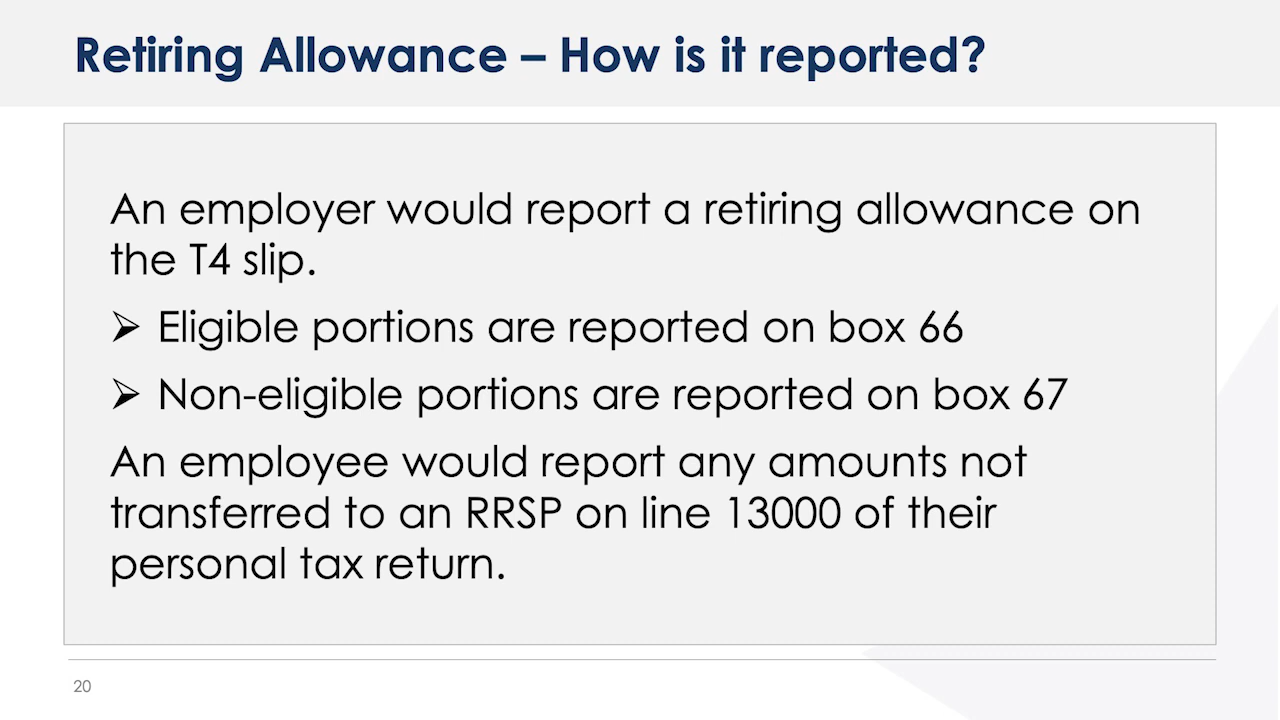 Retiring Allowance – How is it reported?
An employer would report a retiring allowance on
the T4 slip.
➢ Eligible portions are reported on box 66
➢ Non-eligible portions are reported on box 67
An employee would report any amounts not
transferred to an RRSP on line 13000 of their
personal tax return.
20